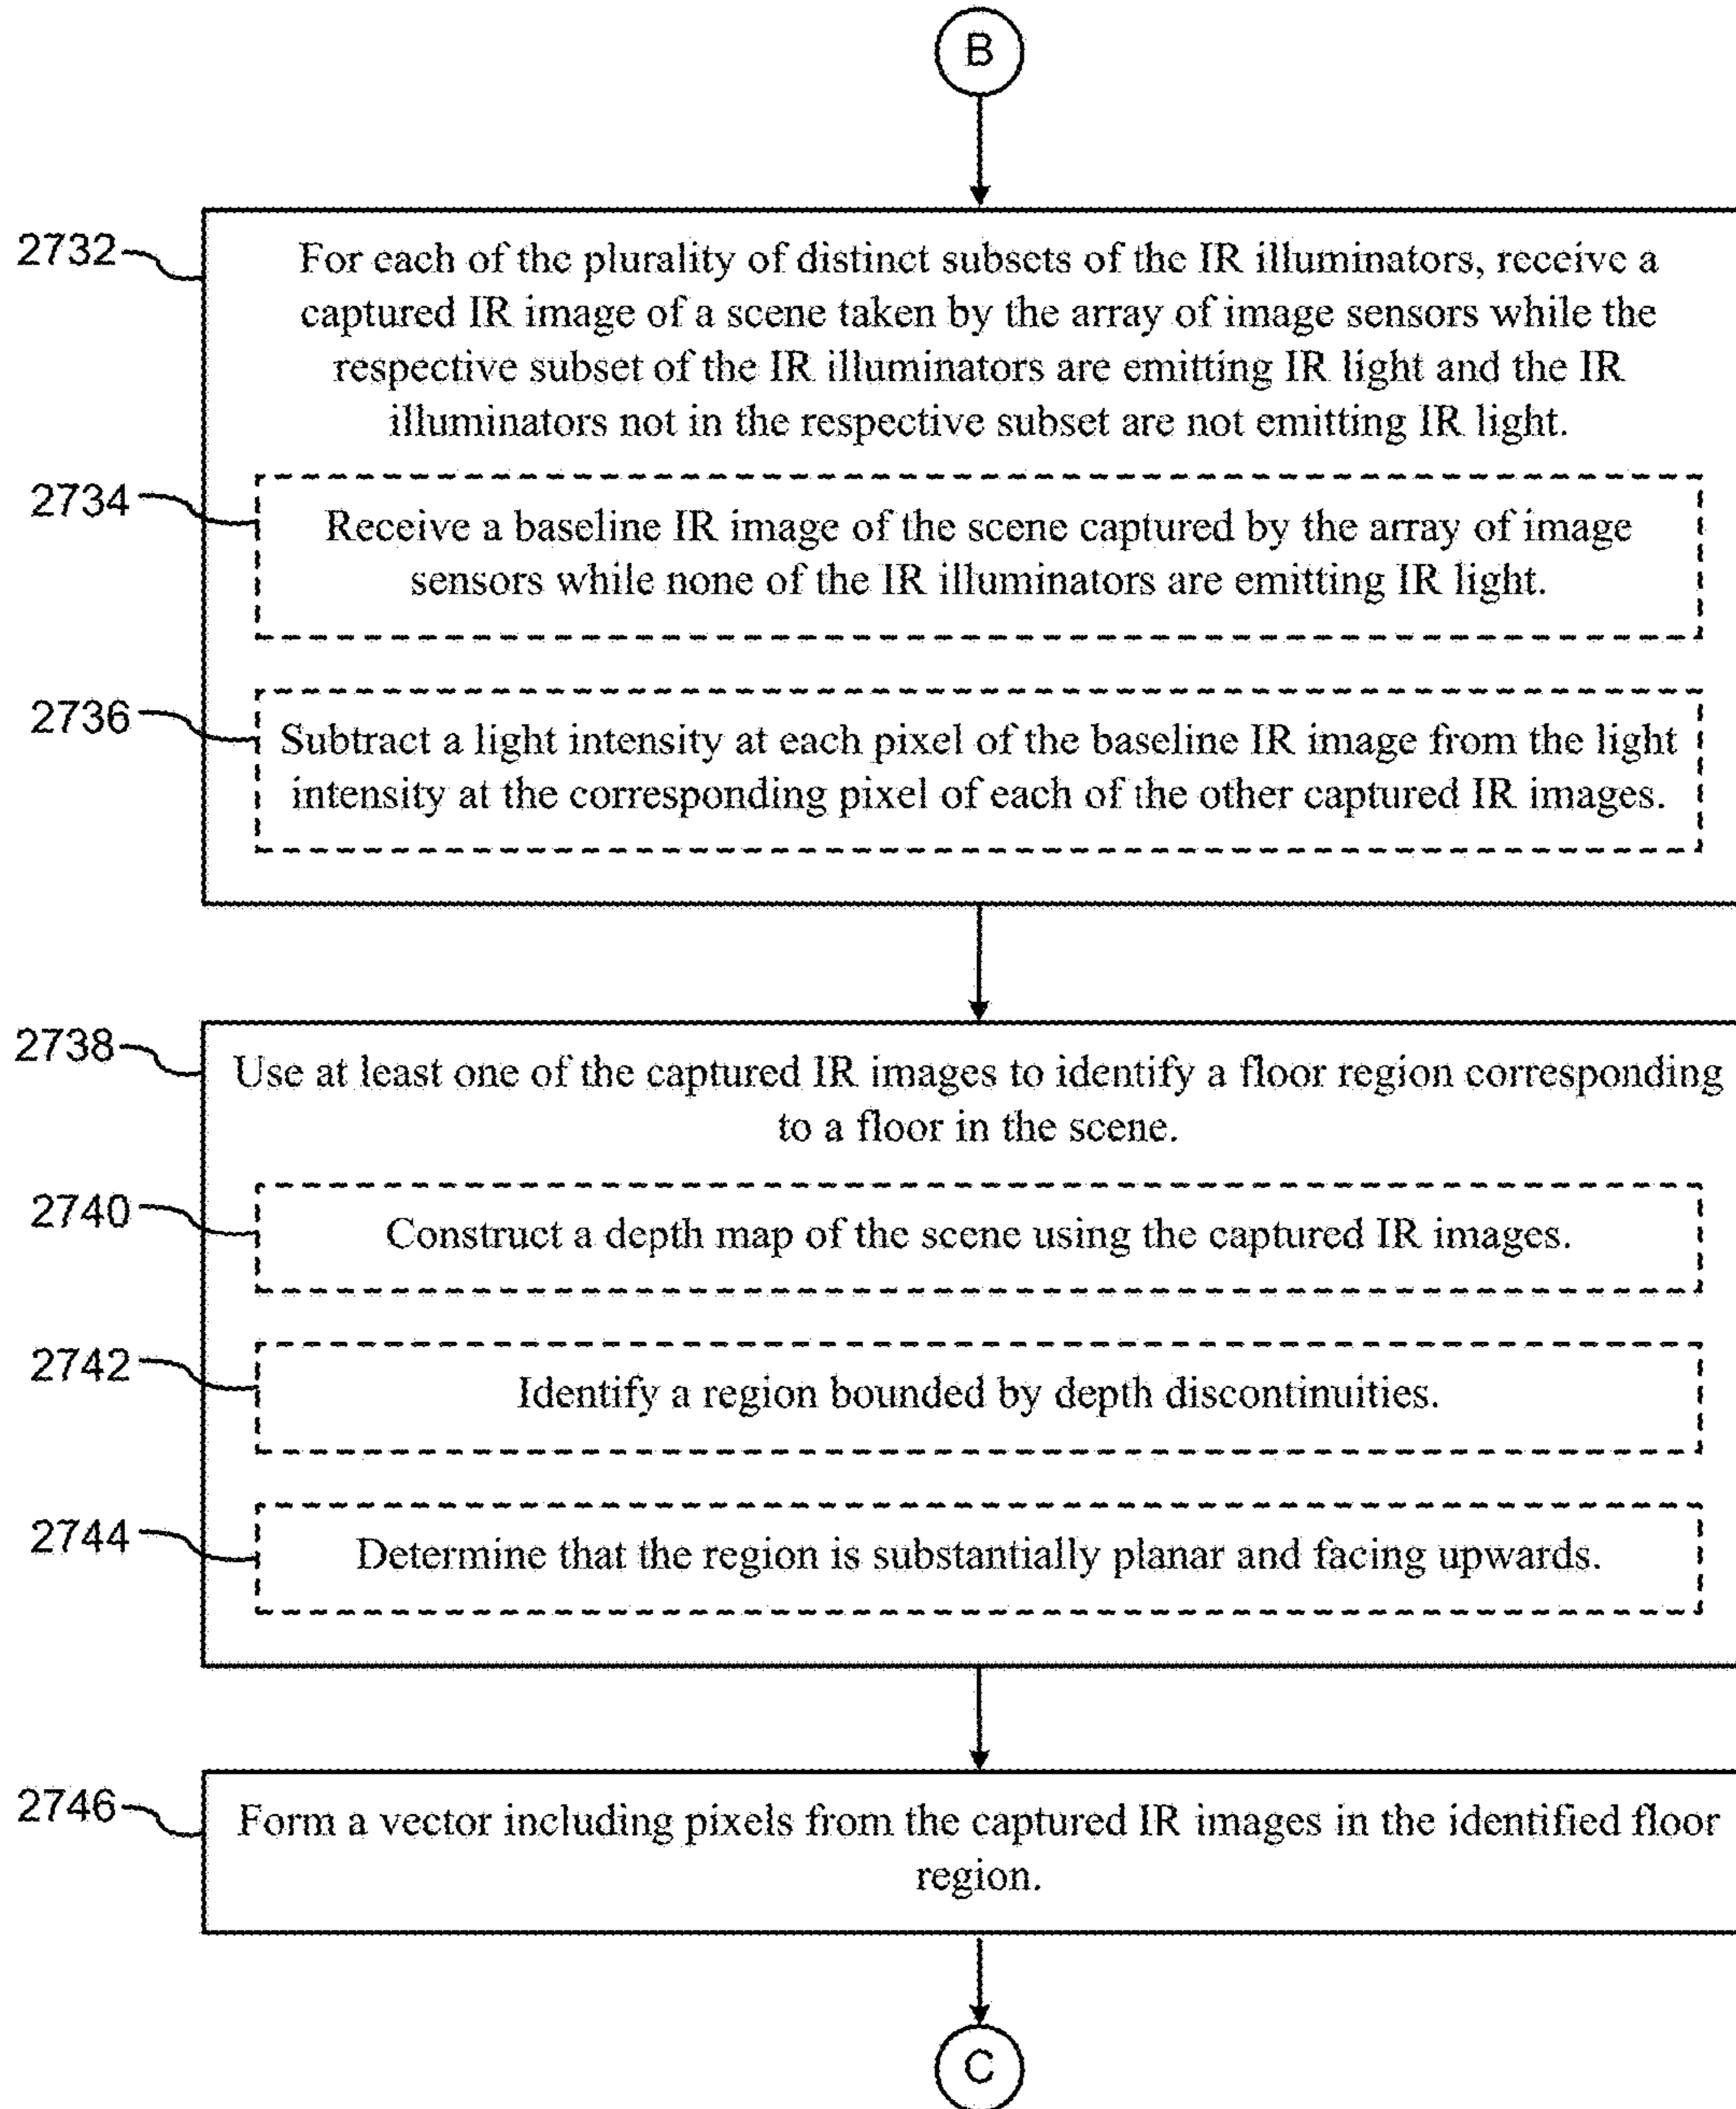 B
2732
For each of the plurality of distinct subsets of the IR illuminators, receive a
captured IR image of a scene taken by the array of image sensors while the
respective subset of the IR illuminators are emitting IR light and the IR
illuminators not in the respective subset are not emitting IR light.
2734
Receive a baseline IR image of the scene captured by the array of image
sensors while none of the IR illuminators are emitting IR light.
2736
Subtract a light intensity at each pixel of the baseline IR image from the light
intensity at the corresponding pixel of each of the other captured IR images.
2738
Use at least one of the captured IR images to identify a floor region corresponding
to a floor in the scene.
2740
Construct a depth map of the scene using the captured IR images.
2742
Identify a region bounded by depth discontinuities.
2744
Determine that the region is substantially planar and facing upwards.
2746
Form a vector including pixels from the captured IR images in the identified floor
region.
C